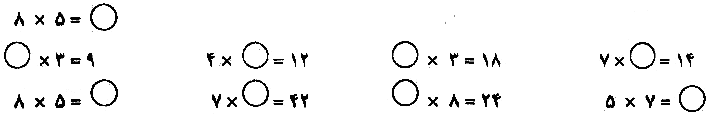 ۸ × ۵ = ○
○ × ۳ = ۹    ۴ × ○ = ۱۲    ○ × ۳ = ۱۸    ۷ × ○ = ۱۴
۸ × ۵ = ○    ۷ × ○ = ۴۲    ○ × ۸ = ۲۴    ۵ × ۷ = ○